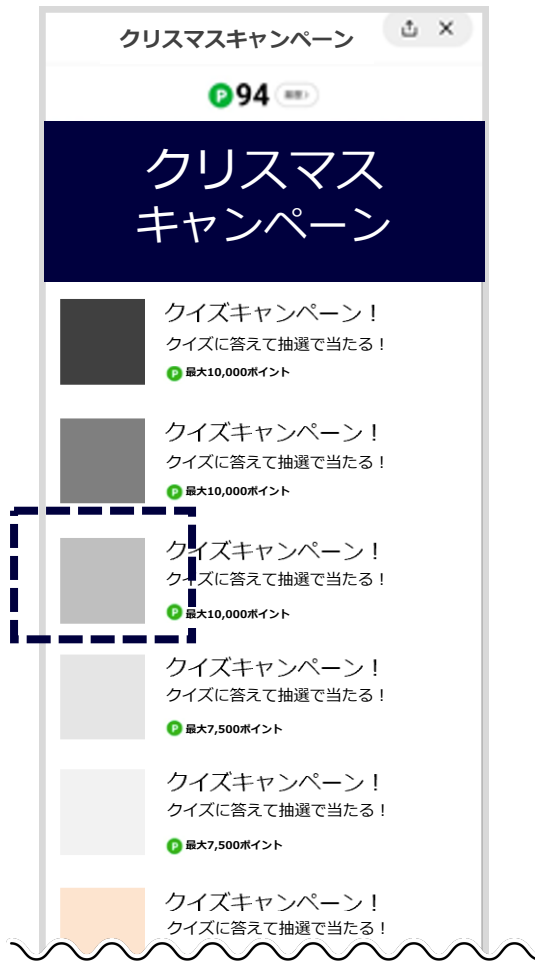 クリスマスキャンペーン
P 94
クリスマス
キャンペーン
クイズキャンペーン！
クイズに答えて抽選で当たる！
P 最大10,000ポイント
クイズキャンペーン！
クイズに答えて抽選で当たる！
P 最大10,000ポイント
クイズキャンペーン！
クイズに答えて抽選で当たる！
P 最大10,000ポイント
クイズキャンペーン！
クイズに答えて抽選で当たる！
P 最大7,500ポイント
クイズキャンペーン！
クイズに答えて抽選で当たる！
P 最大7,500ポイント
クイズキャンペーン！
クイズに答えて抽選で当たる！